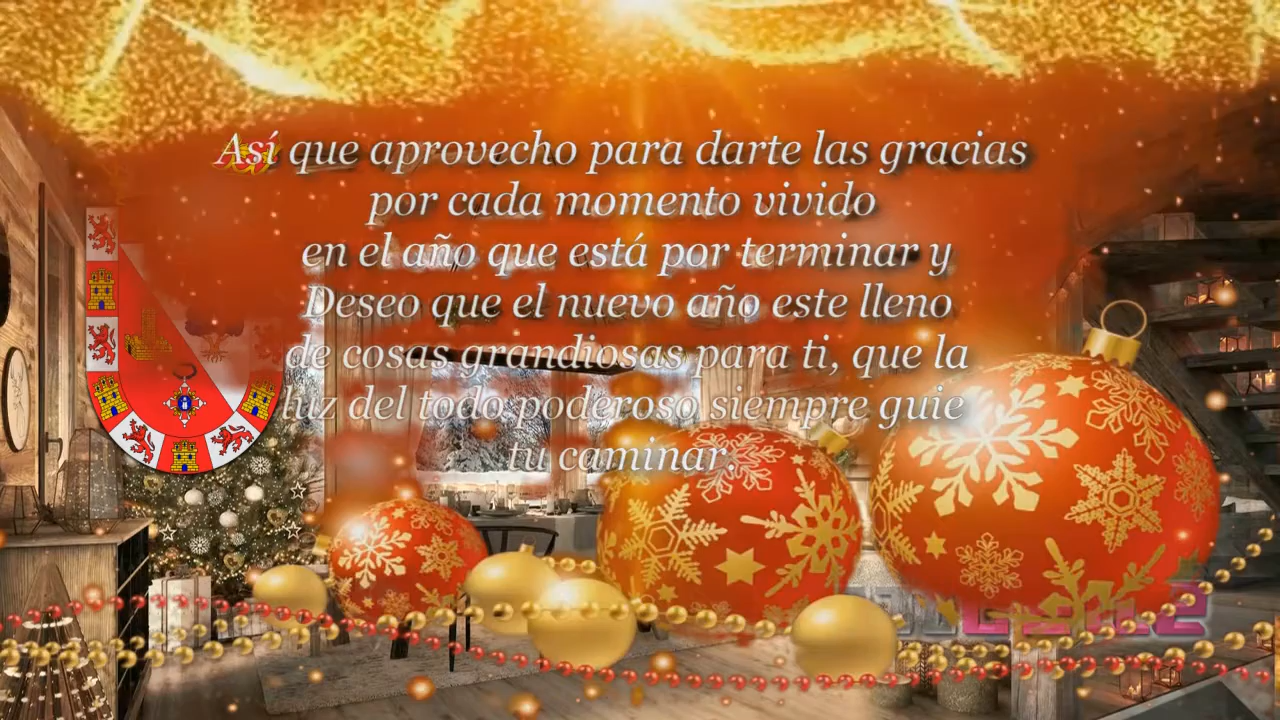 Así que aprovecho para darte las gracias
por cada momento vivido
en el año que está por terminar y
Deseo que el nuevo año este lleno
de cosas grandiosas para ti, que la
luz del todo poderoso siempre guie
tu caminar.